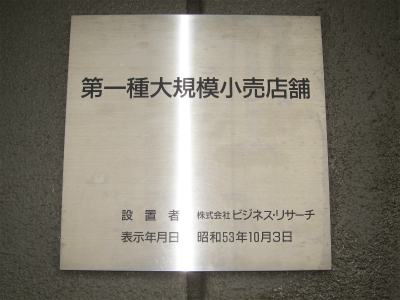 第一種大規模小売店舗
設置者 株式会社ビジネス・リサーチ
表示年月日 昭和53年10月3日